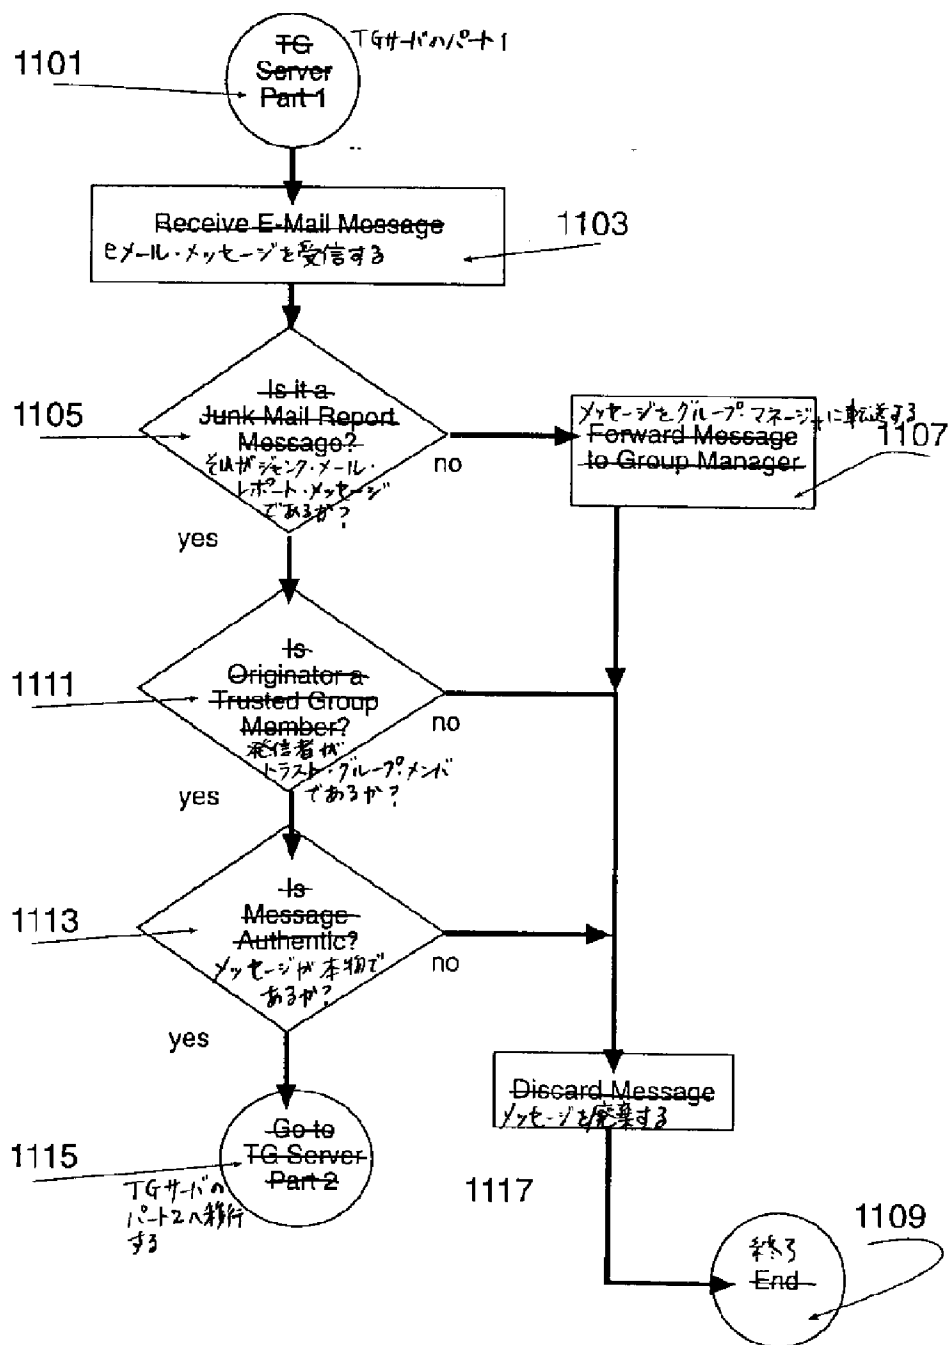 TG
Server
Part 1
TGサーバのパート1
1101
Receive E-Mail Message
eメール・メッセージを受信する
1103
Is it a
Junk Mail Report
Message?
それがジャンク・メール・
レポート・メッセージ
であるか?
1105
no
yes
メッセージをグループ・マネージャに転送する
Forward Message
to Group Manager
1107
Is
Originator a
Trusted Group
Member?
発信者が
トラスト・グループ・メンバ
であるか?
1111
no
yes
Is
Message
Authentic?
メッセージが本物で
あるか?
1113
no
yes
Discard Message
メッセージを廃棄する
1117
Go to
TG Server
Part 2
1115
TGサーバの
パート2へ移行
する
終了
End
1109